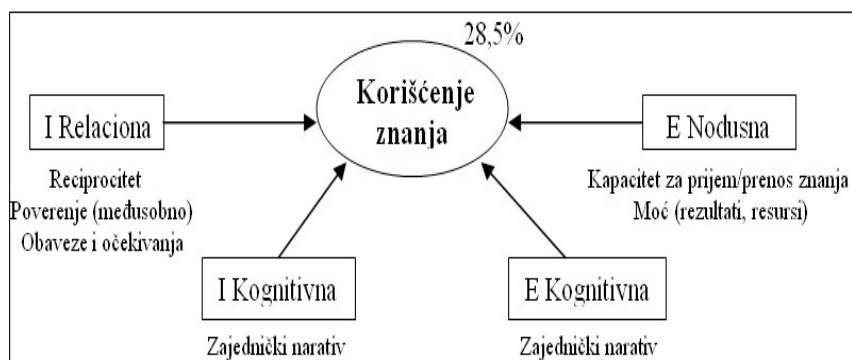 28,5%
Korišćenje
znanja
I Relaciona
E Nodusna
Reciprocitet
Poverenje (međusobno)
Obaveze i očekivanja
Kapacitet za prijem/prenos znanja
Moć (rezultati, resursi)
I Kognitivna
E Kognitivna
Zajednički narativ
Zajednički narativ